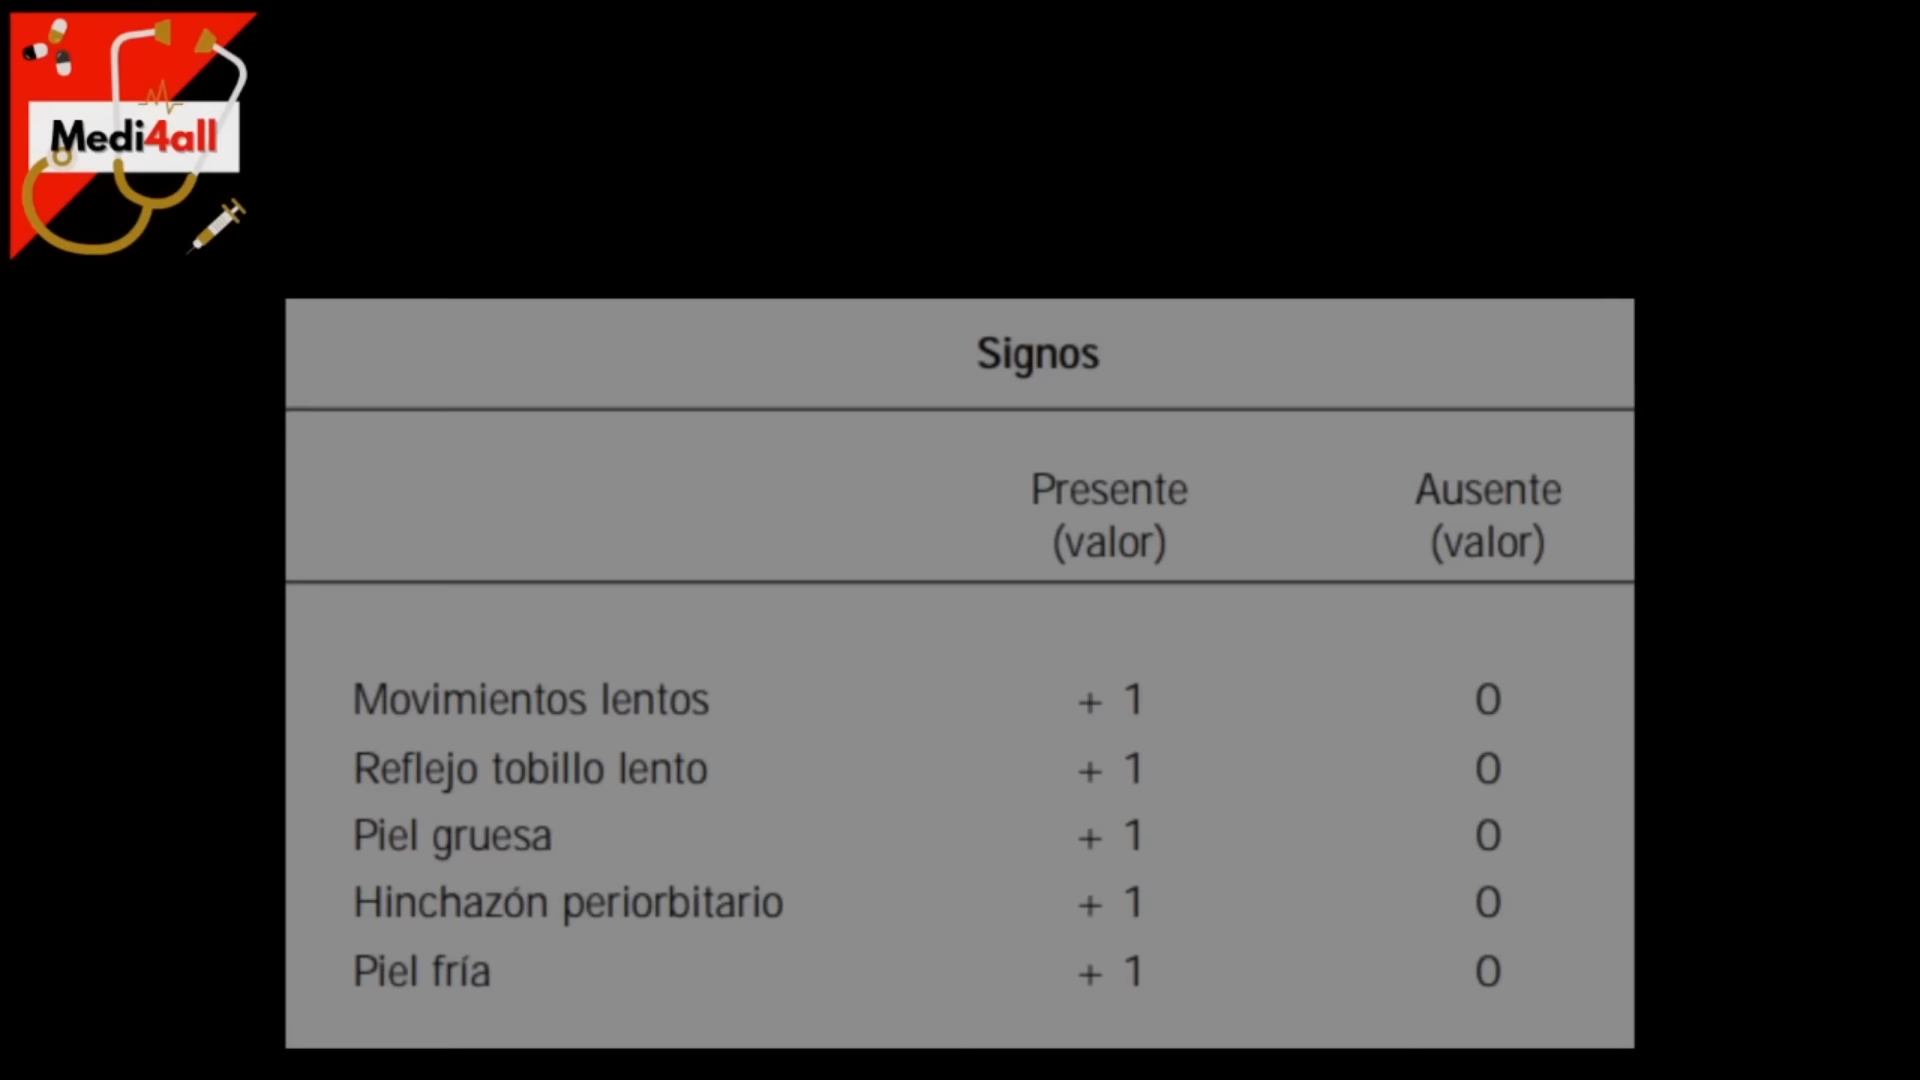 Medi4all
Signos
Presente Ausente
(valor) (valor)
Movimientos lentos + 1 0
Reflejo tobillo lento + 1 0
Piel gruesa + 1 0
Hinchazón periorbitario + 1 0
Piel fría + 1 0